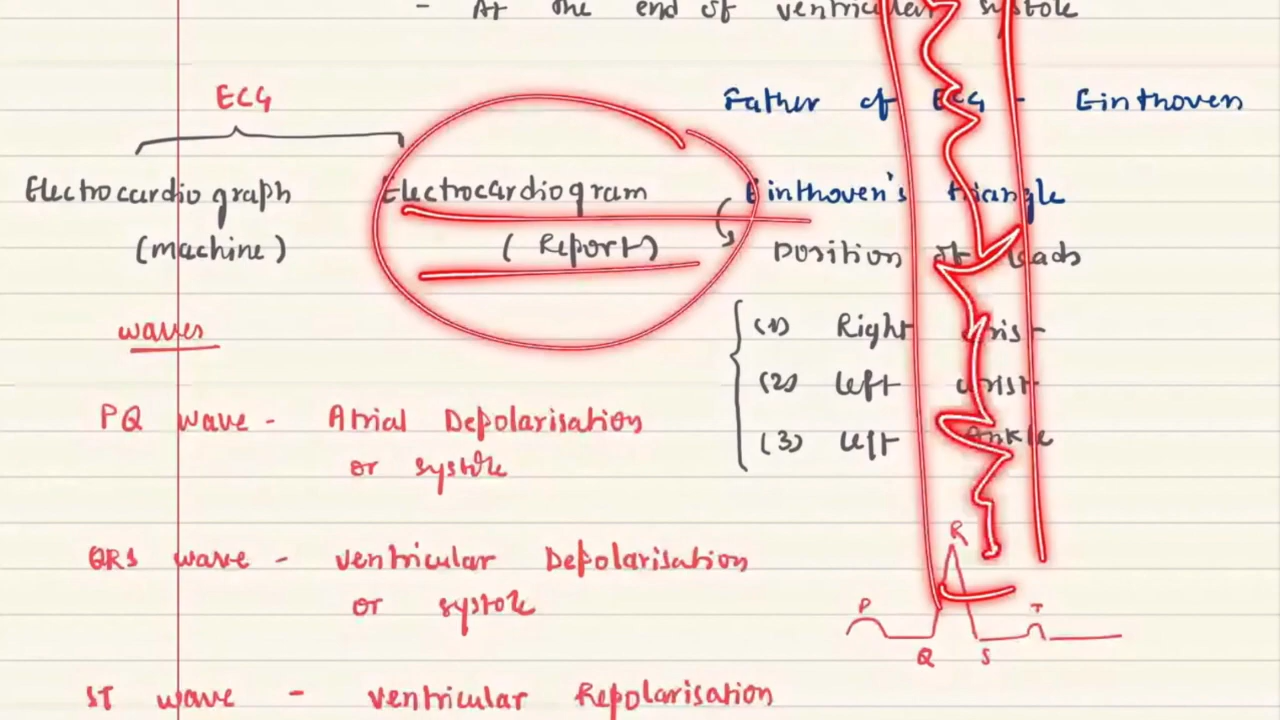 - At the end of ventricular systole
ECG
Father of ECG - Einthoven
Electrocardiograph
(machine)
Electrocardiogram
(Report)
Einthoven's triangle
Position of leads
(1) Right wrist
(2) left wrist
(3) left Ankle
waves
PQ wave - Atrial Depolarisation
or systole
QRS wave - ventricular Depolarisation
or systole
P
Q
R
S
T
ST wave - ventricular Repolarisation